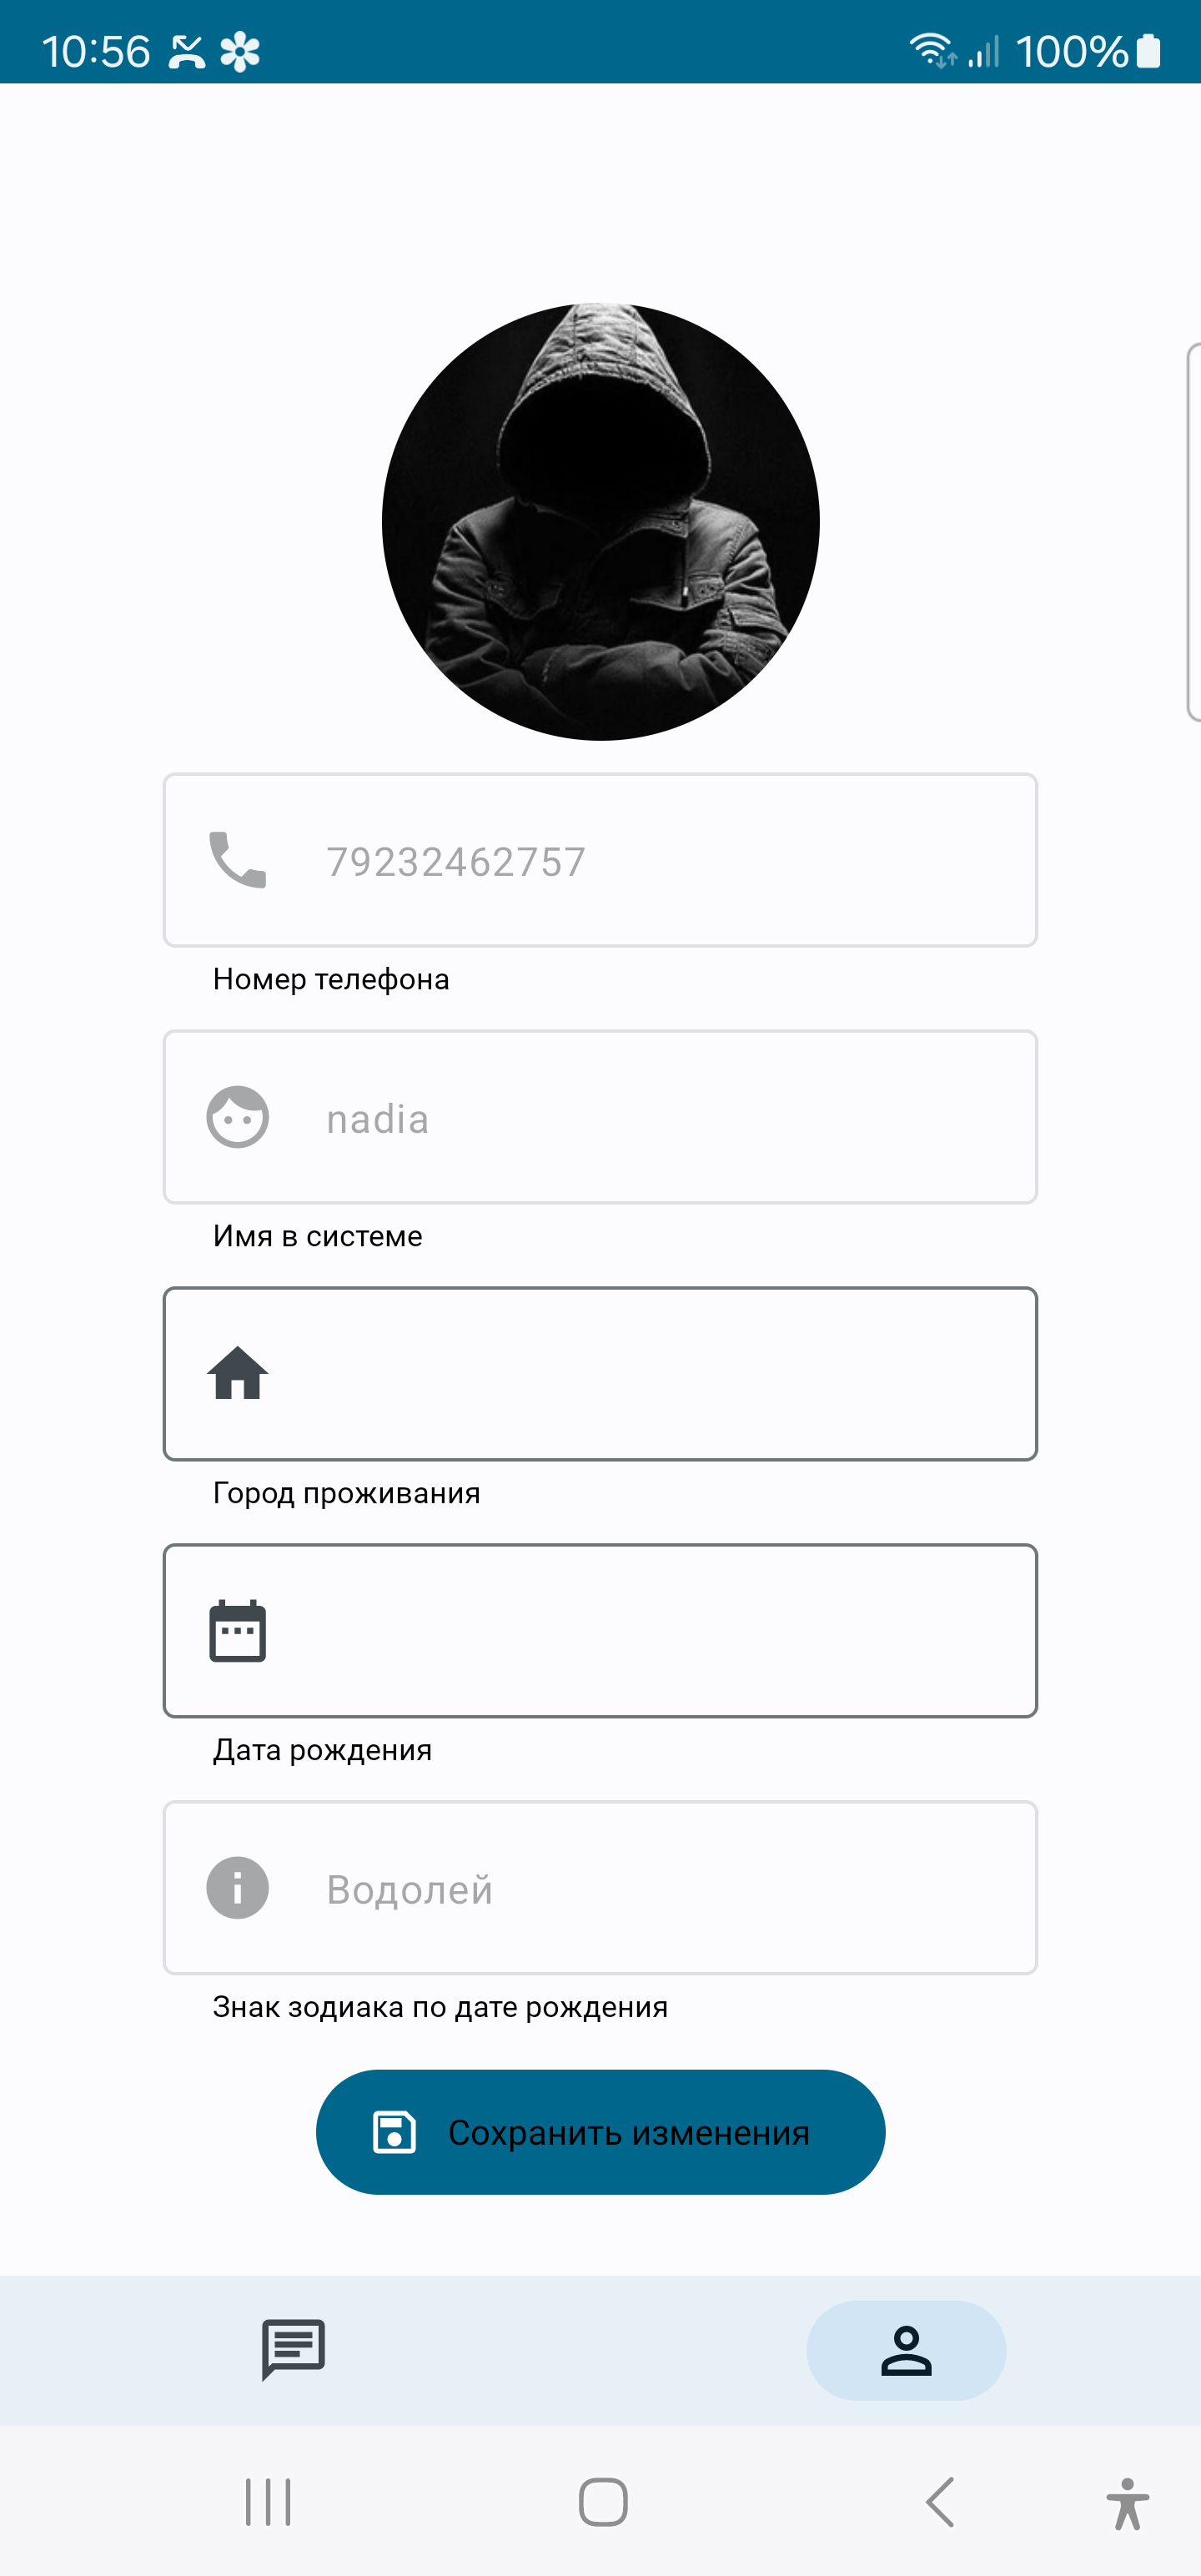 10:56 100%
79232462757
Номер телефона
nadia
Имя в системе
Город проживания
Дата рождения
Водолей
Знак зодиака по дате рождения
Сохранить изменения